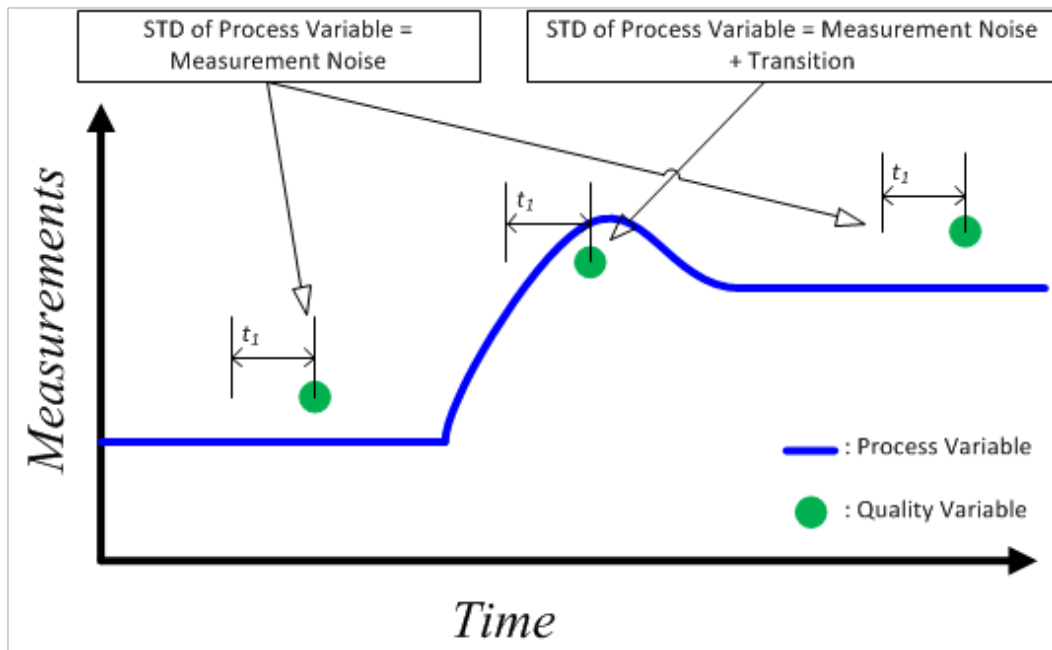 STD of Process Variable =
Measurement Noise
STD of Process Variable = Measurement Noise
+ Transition
Measurements
t1
t1
t1
: Process Variable
: Quality Variable
Time